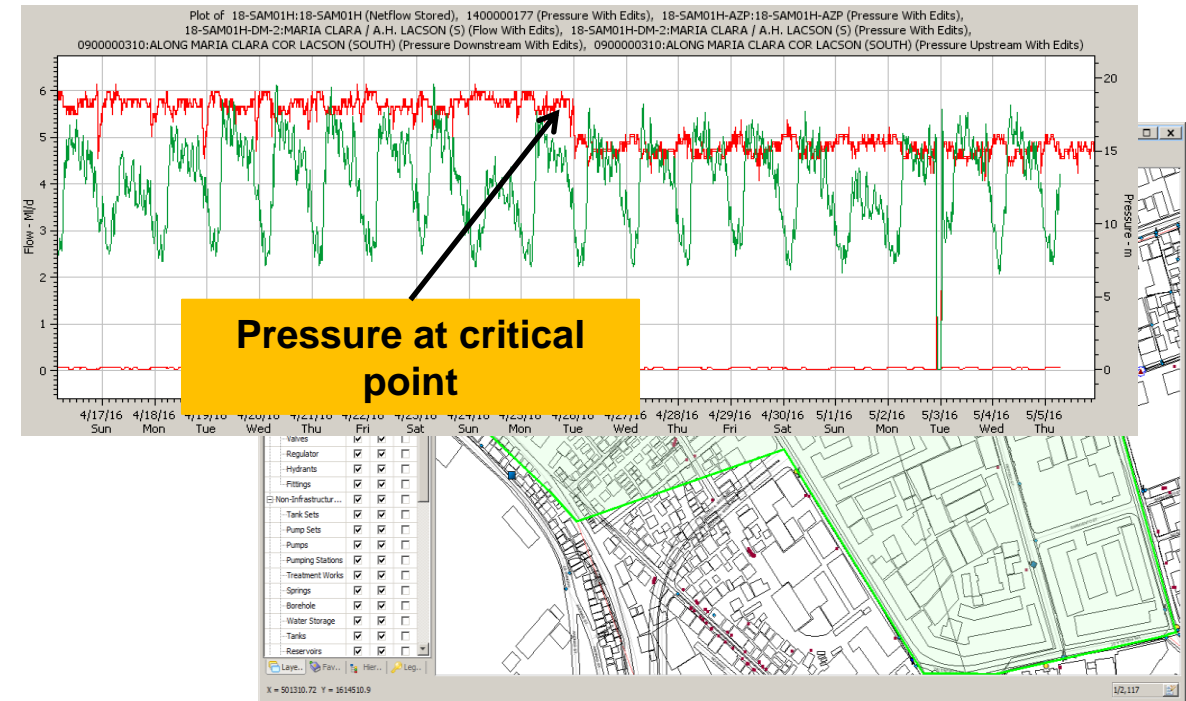 Plot of 18-SAM01H:18-SAM01H (Netflow Stored), 1400000177 (Pressure With Edits), 18-SAM01H-AZP:18-SAM01H-AZP (Pressure With Edits),
18-SAM01H-DM-2:MARIA CLARA / A.H. LACSON (S) (Flow With Edits), 18-SAM01H-DM-2:MARIA CLARA / A.H. LACSON (S) (Pressure With Edits),
0900000310:ALONG MARIA CLARA COR LACSON (SOUTH) (Pressure Downstream With Edits), 0900000310:ALONG MARIA CLARA COR LACSON (SOUTH) (Pressure Upstream With Edits)
6
5
4
3
2
1
0
Flow - Ml/d
20
15
10
5
0
Pressure - m
Pressure at critical
point
4/17/16 4/18/16 4/19/16 4/20/16 4/21/16 4/22/16 4/23/16 4/24/16 4/25/16 4/26/16 4/27/16 4/28/16 4/29/16 4/30/16 5/1/16 5/2/16 5/3/16 5/4/16 5/5/16
Sun Mon Tue Wed Thu Fri Sat Sun Mon Tue Wed Thu Fri Sat Sun Mon Tue Wed Thu
Valves
Regulator
Hydrants
Fittings
Non-Infrastructur...
Tank Sets
Pump Sets
Pumps
Pumping Stations
Treatment Works
Springs
Borehole
Water Storage
Tanks
Reservoirs
Laye... Fav... Hier... Leg...
X = 501310.72 Y = 1614510.9
1/2,117